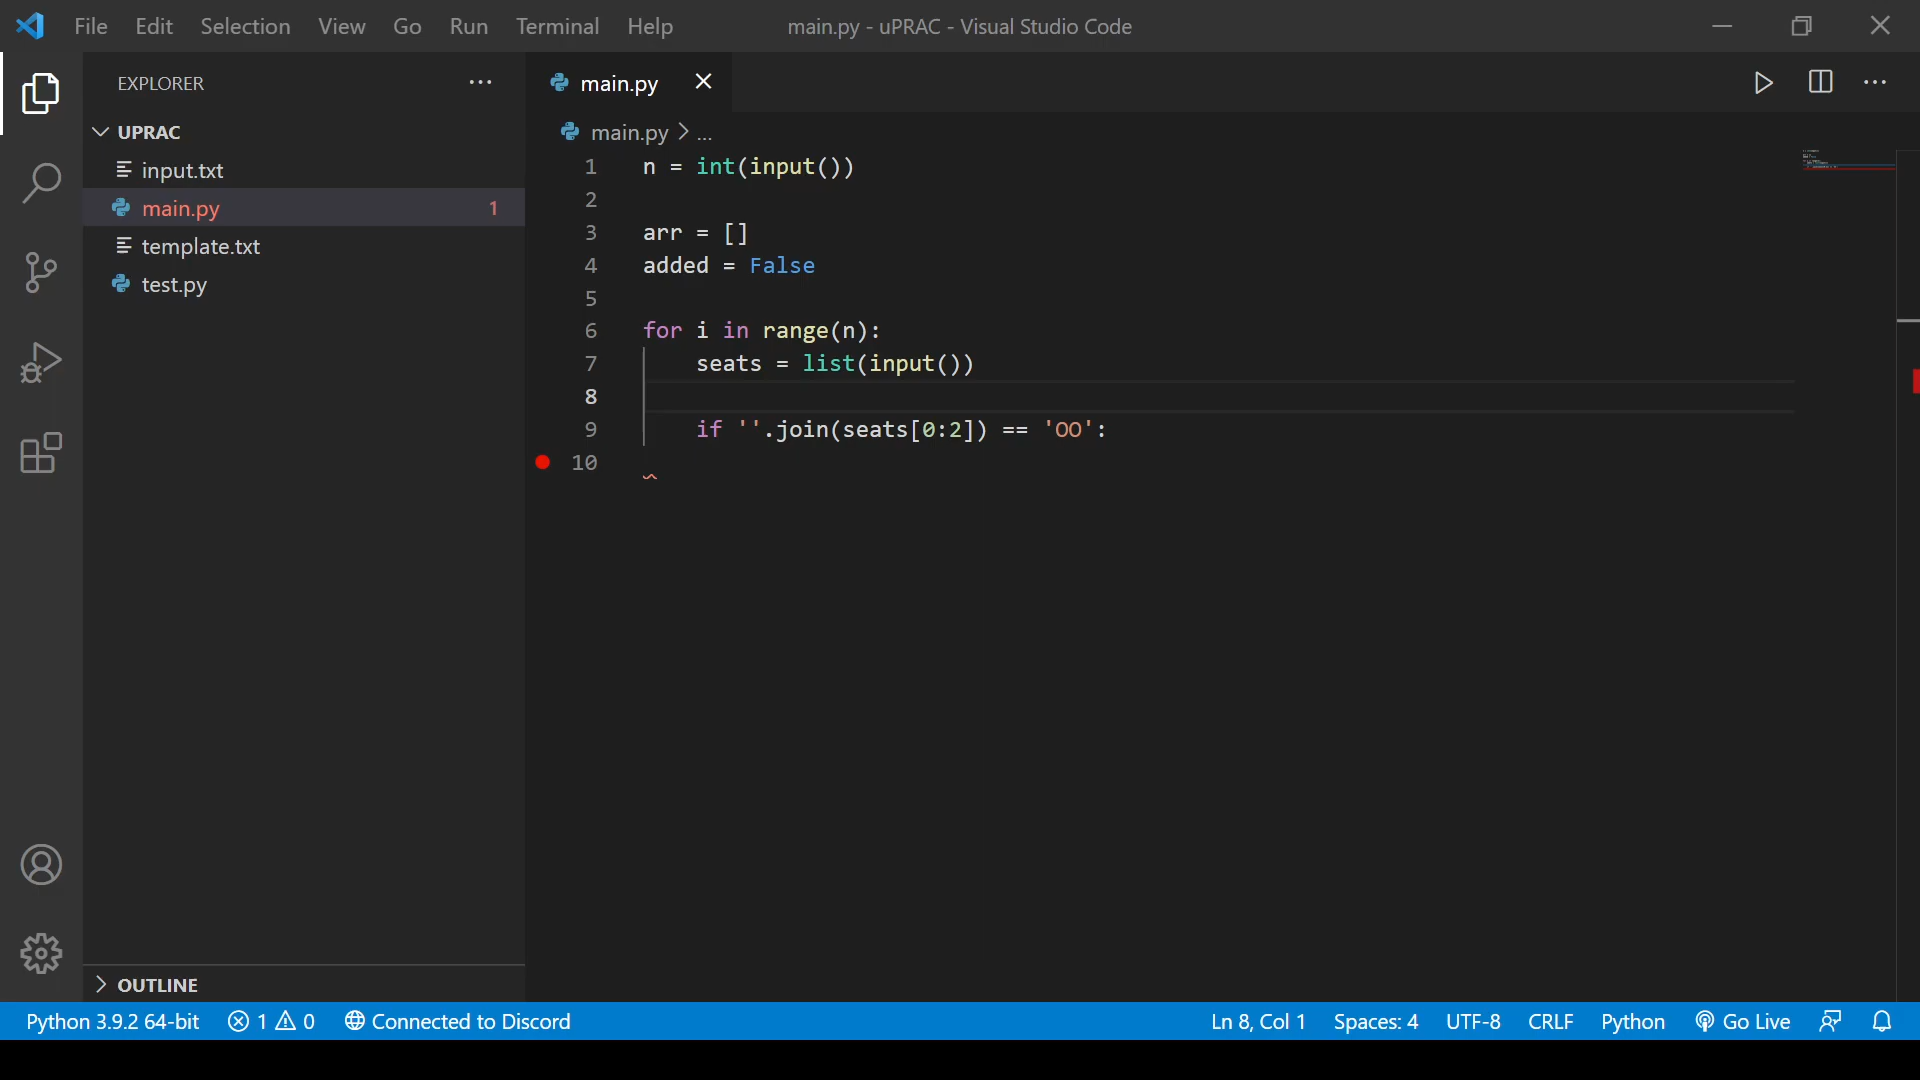 File Edit Selection View Go Run Terminal Help main.py - uPRAC - Visual Studio Code
EXPLORER
UPRAC
input.txt
main.py 1
template.txt
test.py
OUTLINE
main.py
main.py > ...
1 n = int(input())
2
3 arr = []
4 added = False
5
6 for i in range(n):
7     seats = list(input())
8
9     if ''.join(seats[0:2]) == 'OO':
10
Python 3.9.2 64-bit 1 0 Connected to Discord Ln 8, Col 1 Spaces: 4 UTF-8 CRLF Python Go Live